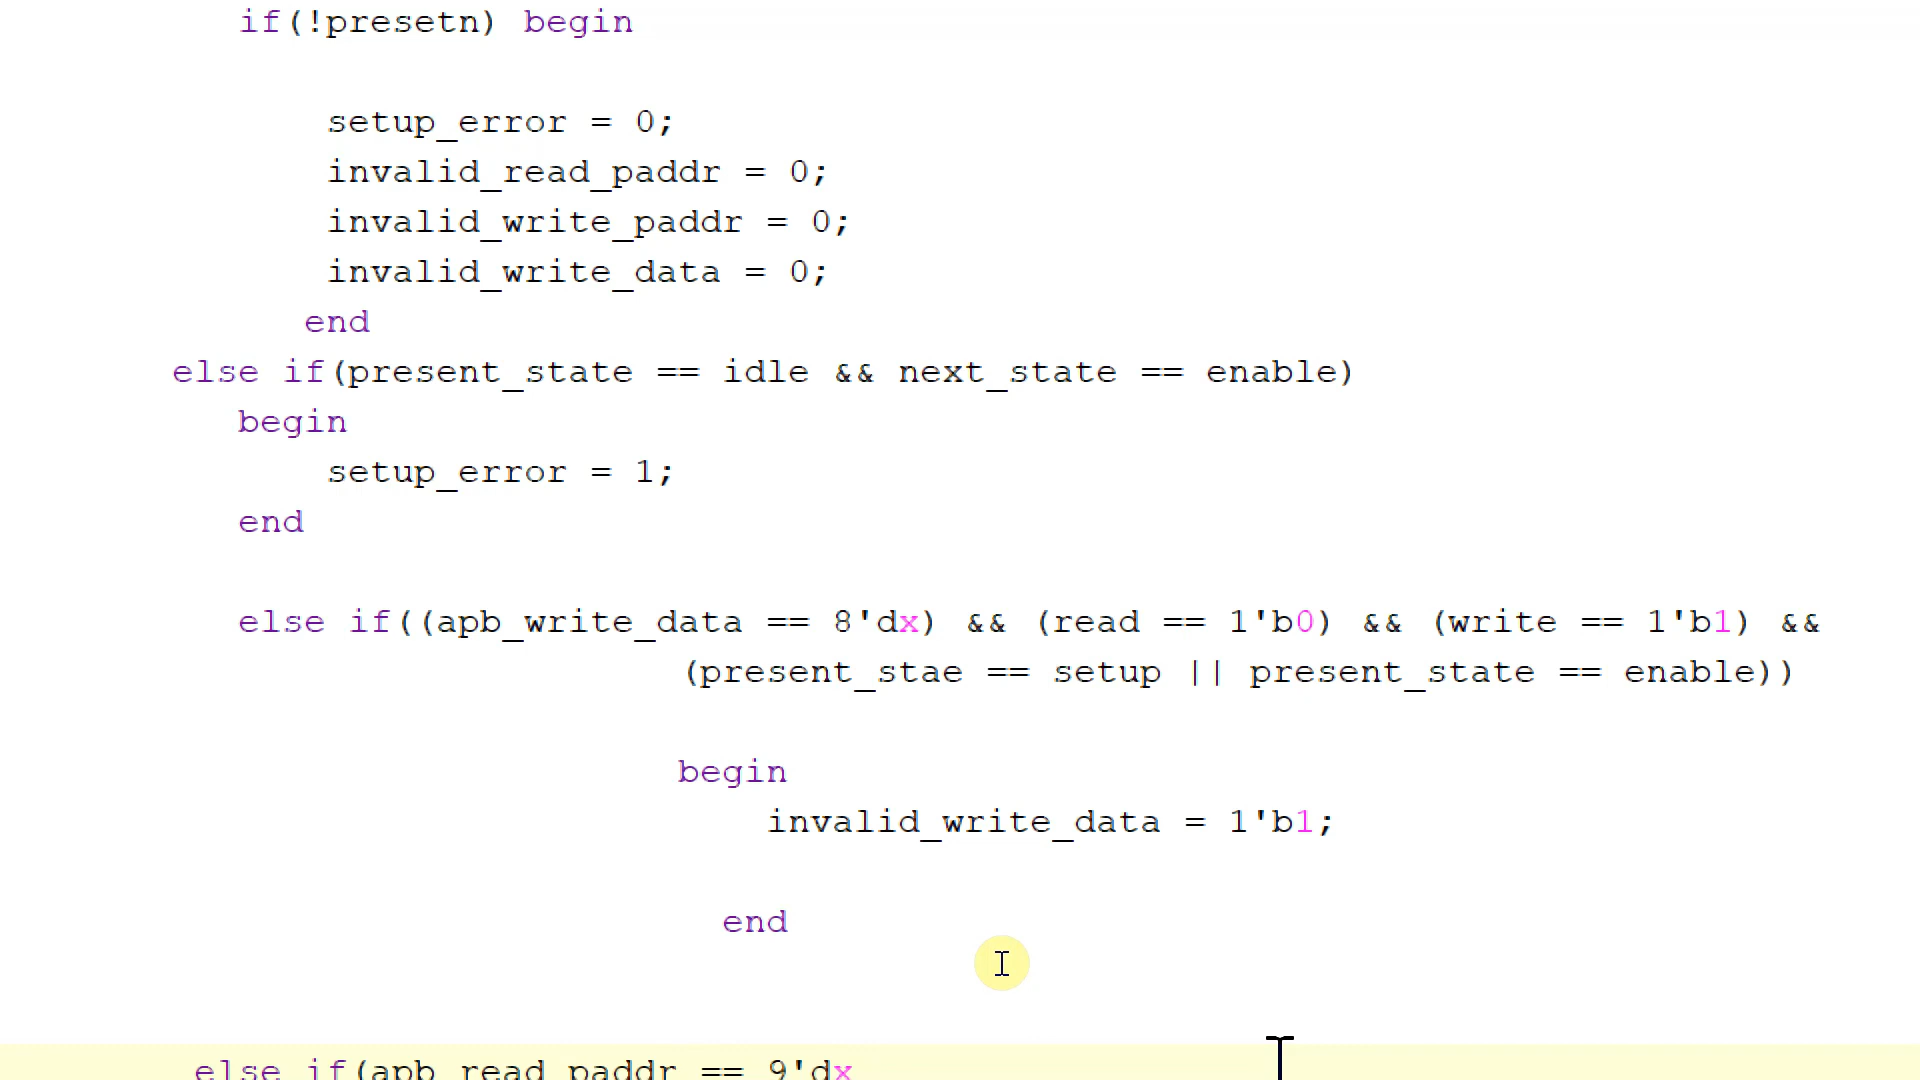 if(!presetn) begin
setup_error = 0;
invalid_read_paddr = 0;
invalid_write_paddr = 0;
invalid_write_data = 0;
end
else if(present_state == idle && next_state == enable)
begin
setup_error = 1;
end
else if((apb_write_data == 8'dx) && (read == 1'b0) && (write == 1'b1) &&
(present_stae == setup || present_state == enable))
begin
invalid_write_data = 1'b1;
end
else if(apb_read_paddr == 9'dx